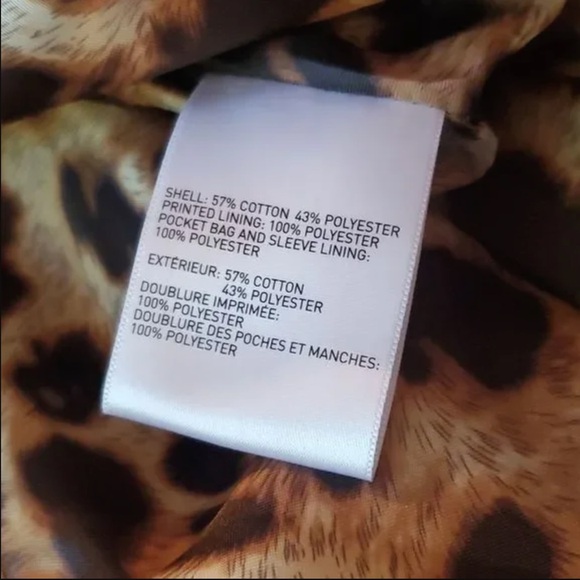 SHELL: 57% COTTON 43% POLYESTER
PRINTED LINING: 100% POLYESTER
POCKET BAG AND SLEEVE LINING:
100% POLYESTER
EXTÉRIEUR: 57% COTTON
43% POLYESTER
DOUBLURE IMPRIMÉE:
100% POLYESTER
DOUBLURE DES POCHES ET MANCHES:
100% POLYESTER